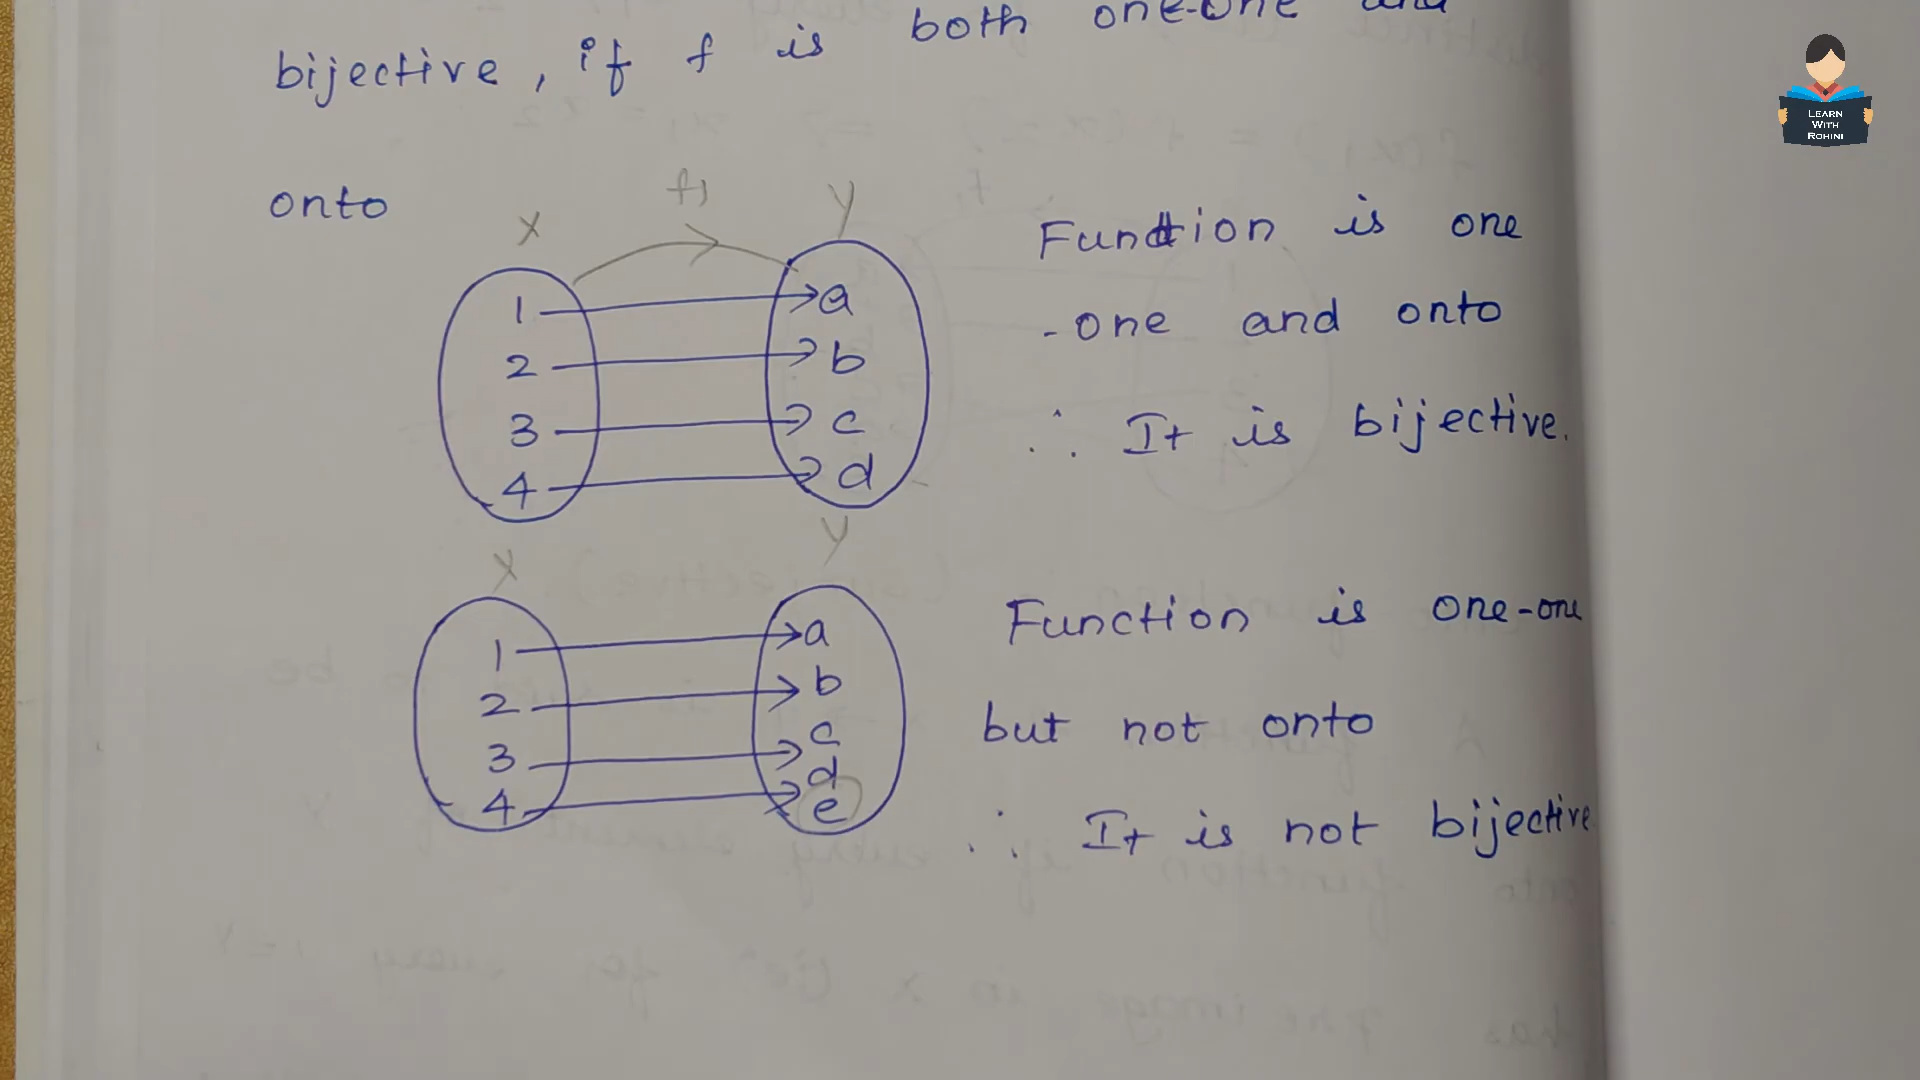 bijective, if f is both one-one and
onto
X f1 Y
1 a
2 b
3 c
4 d
Function is one
-one and onto
∴ It is bijective.
X Y
1 a
2 b
3 c
4 d
e
Function is one-one
but not onto
∴ It is not bijective
LEARN
WITH
ROHINI